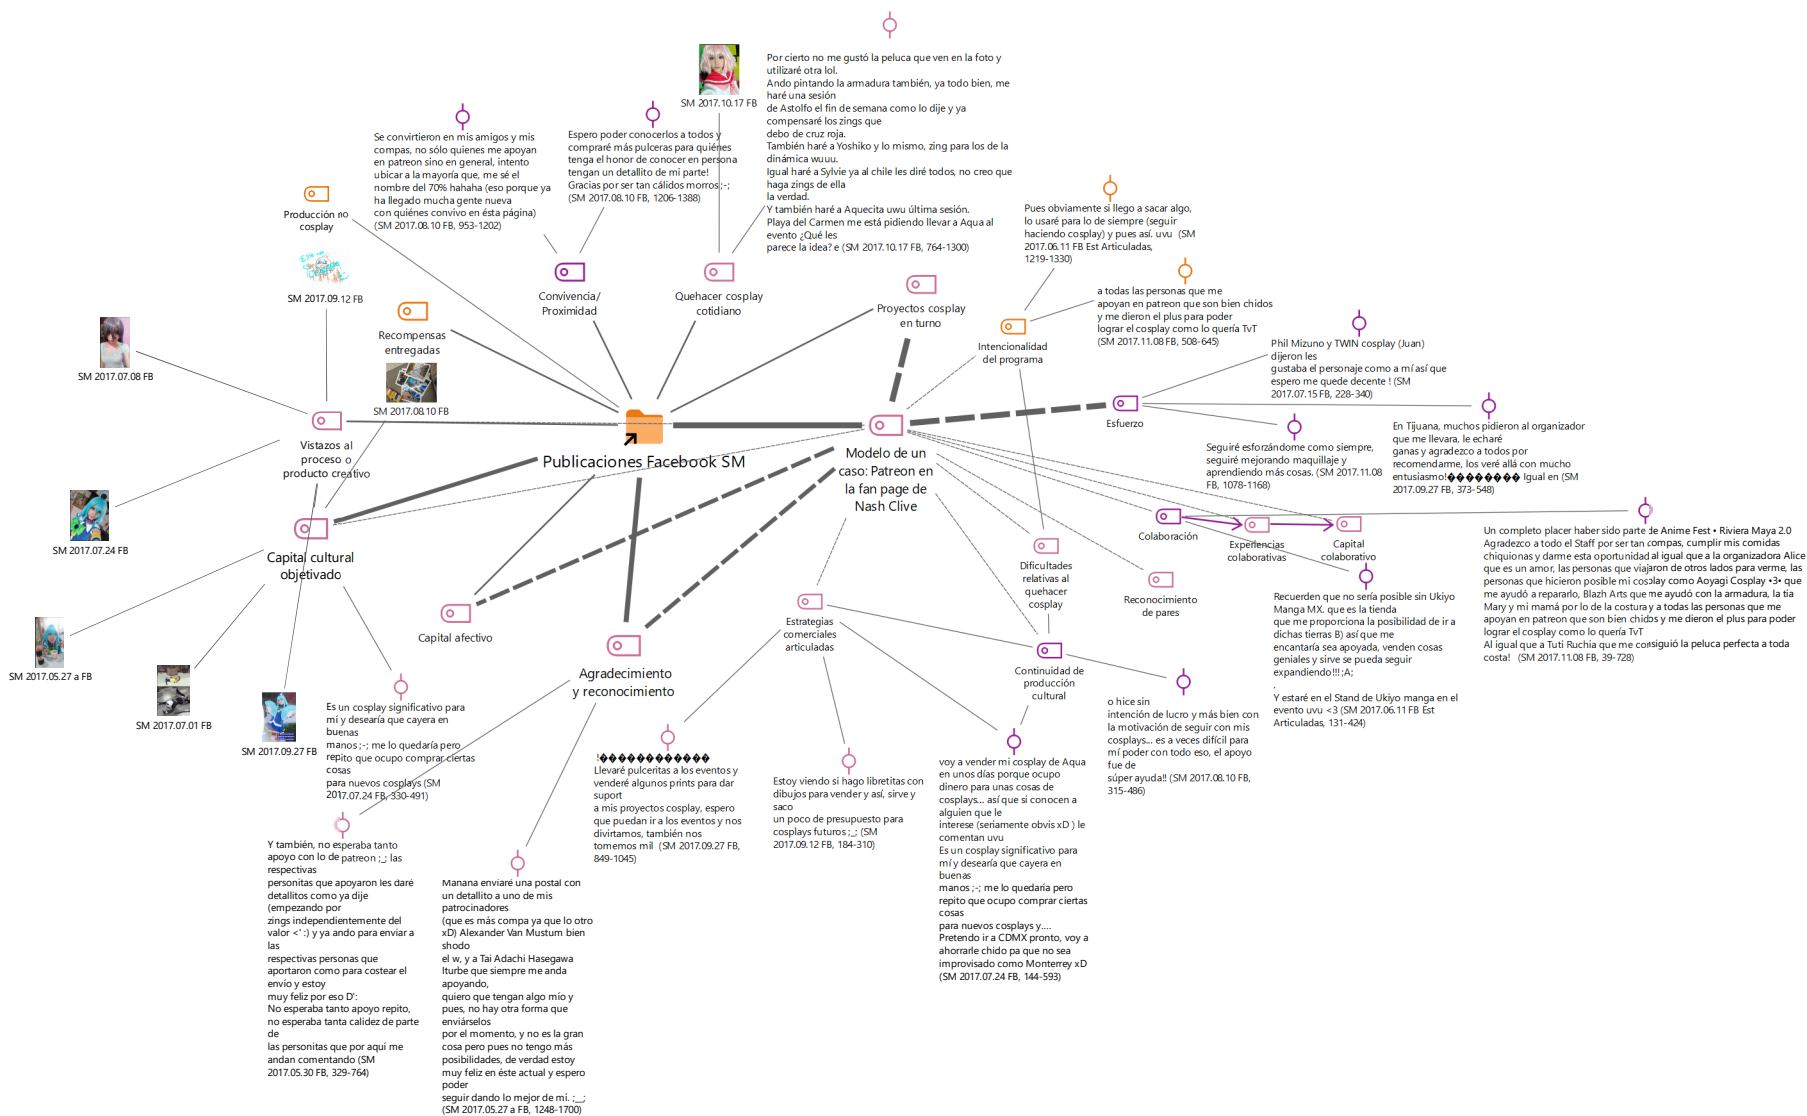 Por cierto no me gustó la peluca que ven en la foto y
utilizaré otra lol.
Ando pintando la armadura también, ya todo bien, me
haré una sesión
de Astolfo el fin de semana como lo dije y ya
compensaré los zings que
debo de cruz roja.
También haré a Yoshiko y lo mismo, zing para los de la
dinámica wuuu.
Igual haré a Sylvie ya al chile les diré todos, no creo que
haga zings de ella
la verdad.
Y también haré a Aquecita uwu última sesión.
Playa del Carmen me está pidiendo llevar a Aqua al
evento ¿Qué les
parece la idea? e (SM 2017.10.17 FB, 764-1300)
SM 2017.10.17 FB
Se convirtieron en mis amigos y mis
compas, no sólo quienes me apoyan
en patreon sino en general, intento
ubicar a la mayoría que, me sé el
nombre del 70% hahaha (eso porque ya
ha llegado mucha gente nueva
con quiénes convivo en ésta página)
(SM 2017.08.10 FB, 953-1202)
Espero poder conocerlos a todos y
compraré más pulceras para quiénes
tenga el honor de conocer en persona
tengan un detallito de mi parte!
Gracias por ser tan cálidos morros ;-;
(SM 2017.08.10 FB, 1206-1388)
Producción no
cosplay
SM 2017.09.12 FB
Recompensas
entregadas
SM 2017.08.10 FB
Convivencia/
Proximidad
Quehacer cosplay
cotidiano
Proyectos cosplay
en turno
Pues obviamente si llego a sacar algo,
lo usaré para lo de siempre (seguir
haciendo cosplay) y pues así. uvu  (SM
2017.06.11 FB Est Articuladas,
1219-1330)
a todas las personas que me
apoyan en patreon que son bien chidos
y me dieron el plus para poder
lograr el cosplay como lo quería TvT
(SM 2017.11.08 FB, 508-645)
Intencionalidad
del programa
Phil Mizuno y TWIN cosplay (Juan)
dijeron les
gustaba el personaje como a mí así que
espero me quede decente ! (SM
2017.07.15 FB, 228-340)
Esfuerzo
Seguiré esforzándome como siempre,
seguiré mejorando maquillaje y
aprendiendo más cosas. (SM 2017.11.08
FB, 1078-1168)
En Tijuana, muchos pidieron al organizador
que me llevara, le echaré
ganas y agradezco a todos por
recomendarme, los veré allá con mucho
entusiasmo!��������� Igual en (SM
2017.09.27 FB, 373-548)
SM 2017.07.08 FB
Vistazos al
proceso o
producto creativo
Publicaciones Facebook SM
Modelo de un
caso: Patreon en
la fan page de
Nash Clive
SM 2017.07.24 FB
Capital cultural
objetivado
Colaboración
Experiencias
colaborativas
Capital
colaborativo
Un completo placer haber sido parte de Anime Fest • Riviera Maya 2.0
Agradezco a todo el Staff por ser tan compas, cumplir mis comidas
chiquionas y darme esta oportunidad al igual que a la organizadora Alice
que es un amor, las personas que viajaron de otros lados para verme, las
personas que hicieron posible mi cosplay como Aoyagi Cosplay •3• que
me ayudó a repararlo, Blazh Arts que me ayudó con la armadura, la tía
Mary y mi mamá por lo de la costura y a todas las personas que me
apoyan en patreon que son bien chidos y me dieron el plus para poder
lograr el cosplay como lo quería TvT
Al igual que a Tuti Ruchia que me consiguió la peluca perfecta a toda
costa!   (SM 2017.11.08 FB, 39-728)
Recuerden que no sería posible sin Ukiyo
Manga MX. que es la tienda
que me proporciona la posibilidad de ir a
dichas tierras B) así que me
encantaría sea apoyada, venden cosas
geniales y sirve se pueda seguir
expandiendo!!! ;A;
.
Y estaré en el Stand de Ukiyo manga en el
evento uvu <3 (SM 2017.06.11 FB Est
Articuladas, 131-424)
Dificultades
relativas al
quehacer
cosplay
Reconocimiento
de pares
Capital afectivo
Estrategias
comerciales
articuladas
Agradecimiento
y reconocimiento
Continuidad de
producción
cultural
SM 2017.05.27 a FB
SM 2017.07.01 FB
SM 2017.09.27 FB
Es un cosplay significativo para
mí y desearía que cayera en
buenas
manos ;-; me lo quedaría pero
repito que ocupo comprar ciertas
cosas
para nuevos cosplays (SM
2017.07.24 FB, 330-491)
o hice sin
intención de lucro y más bien con
la motivación de seguir con mis
cosplays... es a veces difícil para
mí poder con todo eso, el apoyo
fue de
súper ayuda!! (SM 2017.08.10 FB,
315-486)
!������������
Llevaré pulceritas a los eventos y
venderé algunos prints para dar
suport
a mis proyectos cosplay, espero
que puedan ir a los eventos y nos
divirtamos, también nos
tomemos mil  (SM 2017.09.27 FB,
849-1045)
Estoy viendo si hago libretitas con
dibujos para vender y así, sirve y
saco
un poco de presupuesto para
cosplays futuros ;_; (SM
2017.09.12 FB, 184-310)
voy a vender mi cosplay de Aqua
en unos días porque ocupo
dinero para unas cosas de
cosplays... así que si conocen a
alguien que le
interese (seriamente obvis xD ) le
comentan uvu
Es un cosplay significativo para
mí y desearía que cayera en
buenas
manos ;-; me lo quedaría pero
repito que ocupo comprar ciertas
cosas
para nuevos cosplays y....
Pretendo ir a CDMX pronto, voy a
ahorrarle chido pa que no sea
improvisado como Monterrey xD
(SM 2017.07.24 FB, 144-593)
Y también, no esperaba tanto
apoyo con lo de patreon ;_; las
respectivas
personitas que apoyaron les daré
detallitos como ya dije
(empezando por
zings independientemente del
valor <' :) y ya ando para enviar a
las
respectivas personas que
aportaron como para costear el
envío y estoy
muy feliz por eso D':
No esperaba tanto apoyo repito,
no esperaba tanta calidez de parte
de
las personitas que por aquí me
andan comentando (SM
2017.05.30 FB, 329-764)
Mañana enviaré una postal con
un detallito a uno de mis
patrocinadores
(que es más compa ya que lo otro
xD) Alexander Van Mustum bien
shodo
el w, y a Tai Adachi Hasegawa
Iturbe que siempre me anda
apoyando,
quiero que tengan algo mío y
pues, no hay otra forma que
enviárselos
por el momento, y no es la gran
cosa pero pues no tengo más
posibilidades, de verdad estoy
muy feliz en éste actual y espero
poder
seguir dando lo mejor de mí. ;__;
(SM 2017.05.27 a FB, 1248-1700)